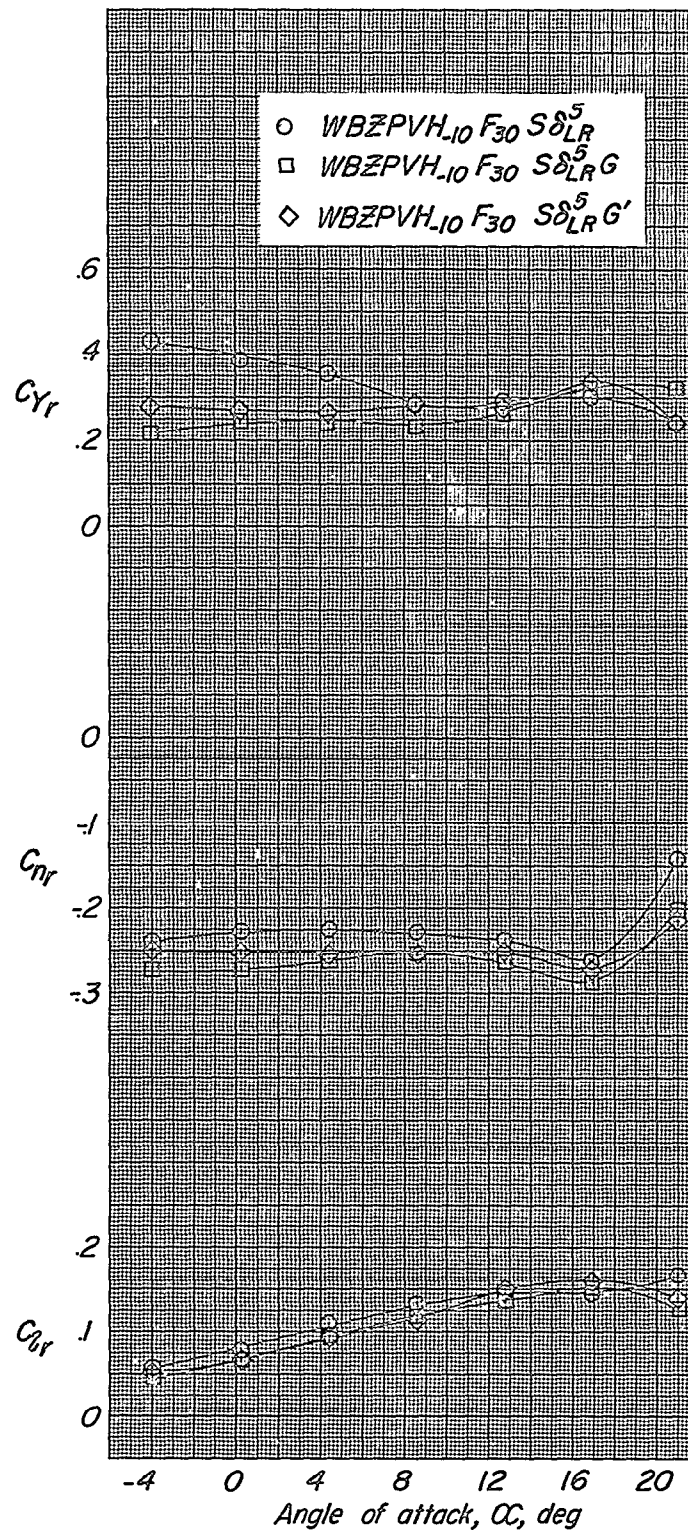 ○ WBZPVH₋₁₀ F₃₀ Sδ⁵LR
□ WBZPVH₋₁₀ F₃₀ Sδ⁵LR G
◇ WBZPVH₋₁₀ F₃₀ Sδ⁵LR G'
.6
.4
CYr
.2
0
0
-.1
Cnr
-.2
-.3
.2
Clr
.1
0
-4 0 4 8 12 16 20
Angle of attack, α, deg